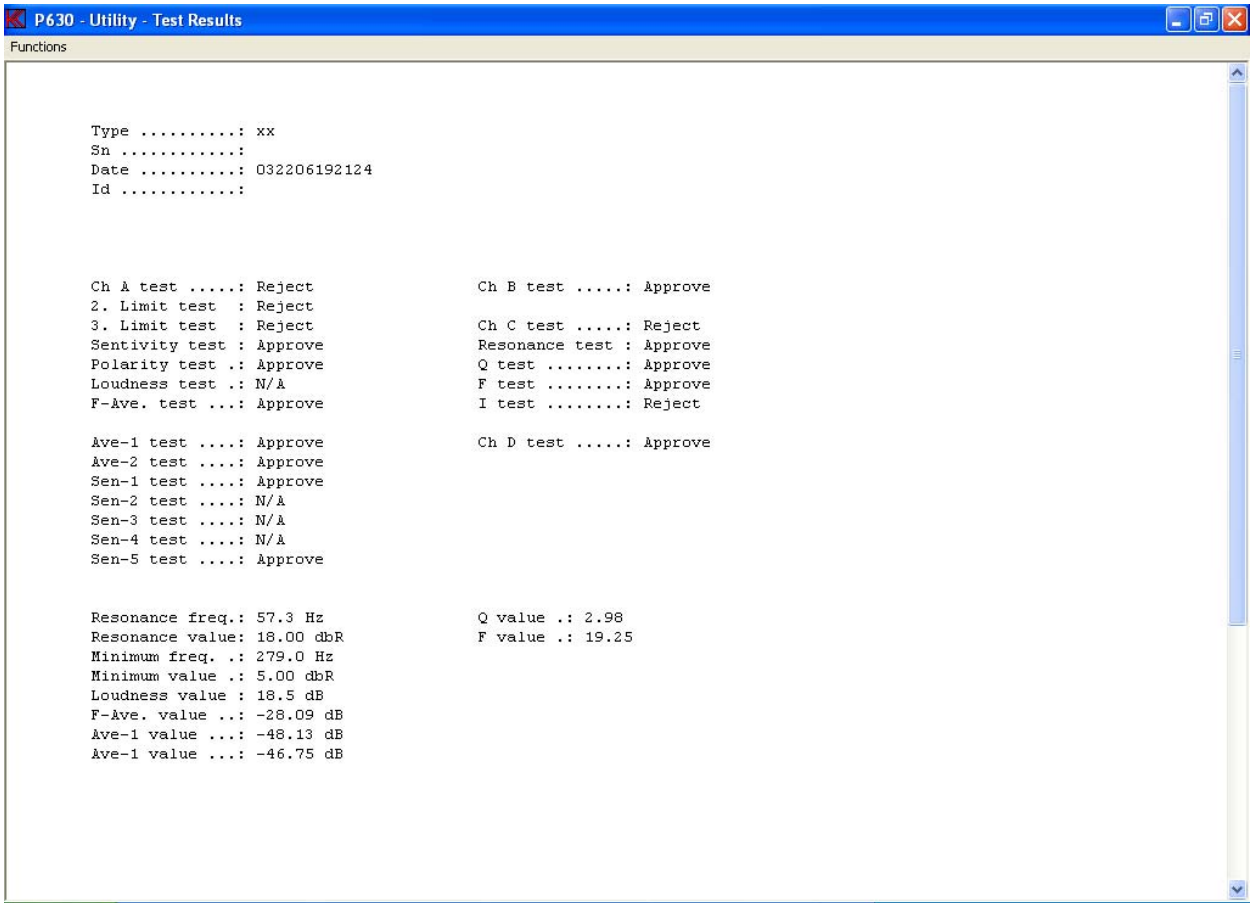 P630 - Utility - Test Results
Functions
Type ..........: xx
Sn ............:
Date ..........: 032206192124
Id ............:
Ch A test .....: Reject Ch B test .....: Approve
2. Limit test : Reject
3. Limit test : Reject Ch C test .....: Reject
Sentivity test : Approve Resonance test : Approve
Polarity test .: Approve Q test ........: Approve
Loudness test .: N/A F test ........: Approve
F-Ave. test ...: Approve I test ........: Reject
Ave-1 test ....: Approve Ch D test .....: Approve
Ave-2 test ....: Approve
Sen-1 test ....: Approve
Sen-2 test ....: N/A
Sen-3 test ....: N/A
Sen-4 test ....: N/A
Sen-5 test ....: Approve
Resonance freq.: 57.3 Hz Q value .: 2.98
Resonance value: 18.00 dbR F value .: 19.25
Minimum freq. .: 279.0 Hz
Minimum value .: 5.00 dbR
Loudness value : 18.5 dB
F-Ave. value ..: -28.09 dB
Ave-1 value ...: -48.13 dB
Ave-1 value ...: -46.75 dB